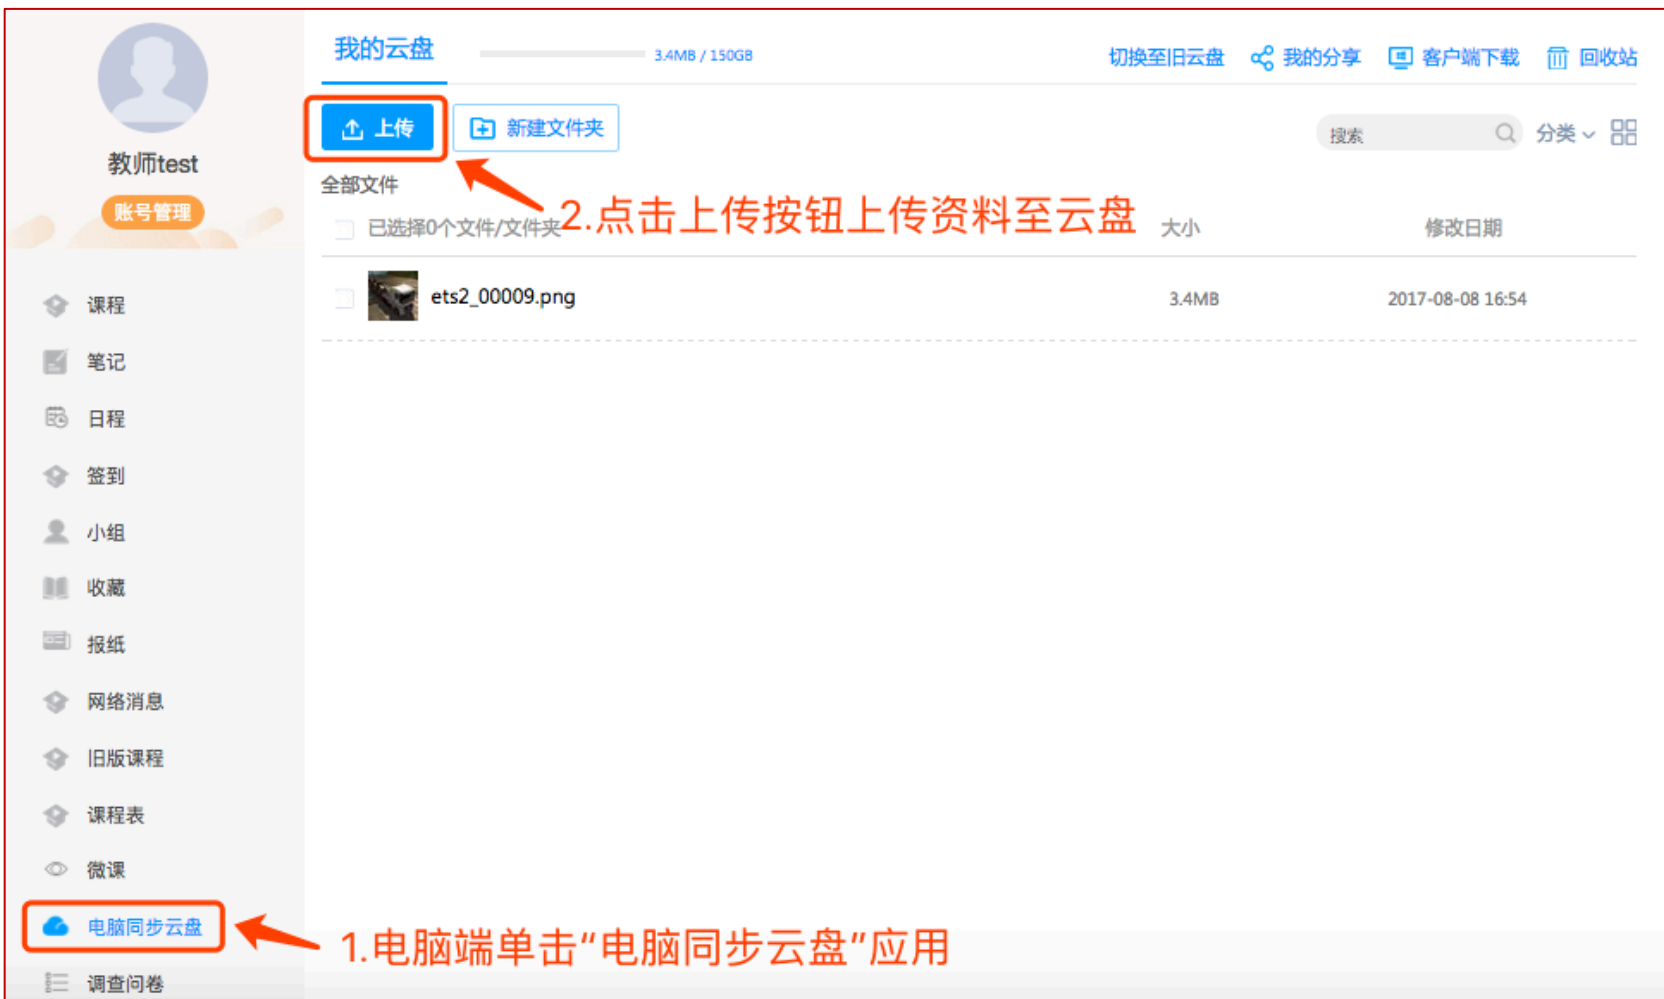 我的云盘
3.4MB / 150GB
切换至旧云盘
我的分享
客户端下载
回收站
上传
新建文件夹
搜索
分类
教师test
账号管理
全部文件
已选择0个文件/文件夹
2.点击上传按钮上传资料至云盘
大小
修改日期
ets2_00009.png
3.4MB
2017-08-08 16:54
课程
笔记
日程
签到
小组
收藏
报纸
网络消息
旧版课程
课程表
微课
电脑同步云盘
1.电脑端单击“电脑同步云盘”应用
调查问卷